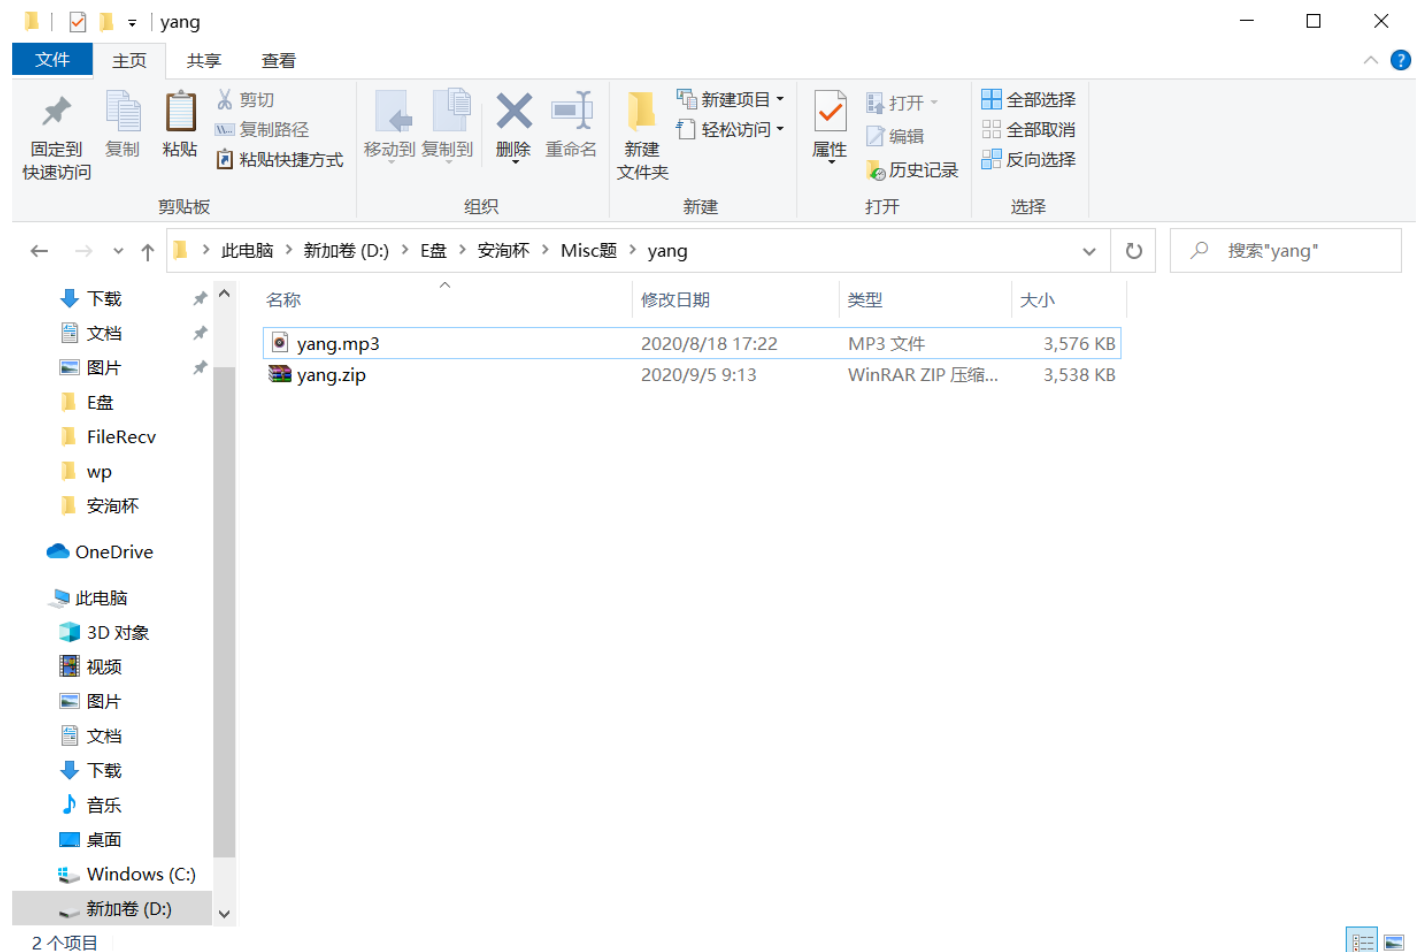 yang
文件 主页 共享 查看
固定到
快速访问
复制
粘贴
剪切
复制路径
粘贴快捷方式
剪贴板
移动到
复制到
删除
重命名
组织
新建
文件夹
新建项目
轻松访问
新建
属性
打开
编辑
历史记录
打开
全部选择
全部取消
反向选择
选择
此电脑 > 新加卷 (D:) > E盘 > 安洵杯 > Misc题 > yang
搜索"yang"
下载
文档
图片
E盘
FileRecv
wp
安洵杯
OneDrive
此电脑
3D 对象
视频
图片
文档
下载
音乐
桌面
Windows (C:)
新加卷 (D:)
名称 修改日期 类型 大小
yang.mp3 2020/8/18 17:22 MP3 文件 3,576 KB
yang.zip 2020/9/5 9:13 WinRAR ZIP 压缩... 3,538 KB
2 个项目